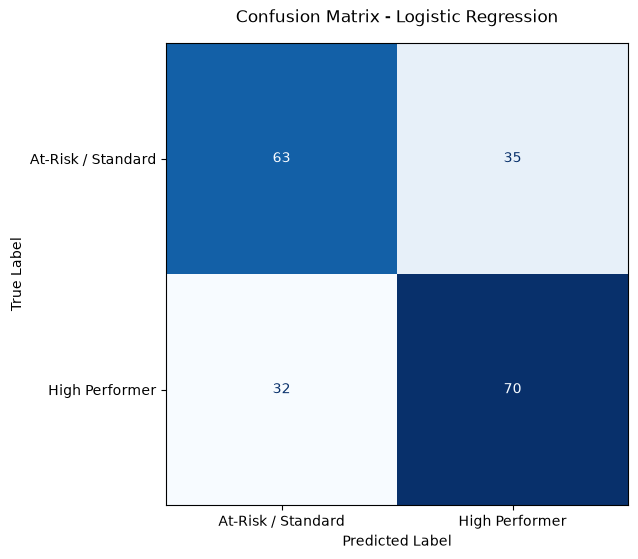 Confusion Matrix - Logistic Regression
At-Risk / Standard
63
35
True Label
High Performer
32
70
At-Risk / Standard
High Performer
Predicted Label